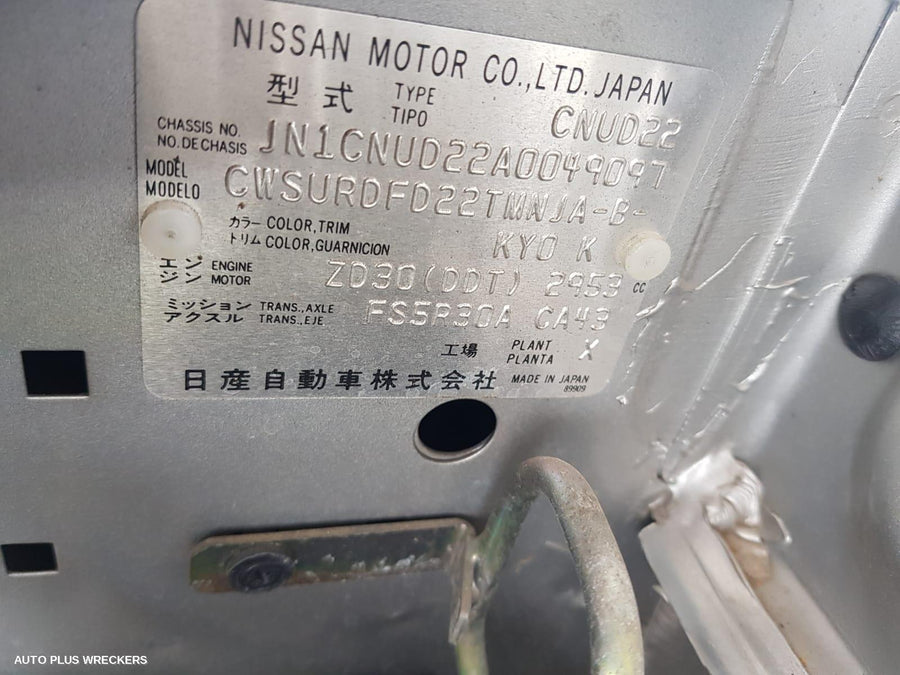 NISSAN MOTOR CO.,LTD. JAPAN
型式 TYPE CNUD22
TIPO
CHASSIS NO. JN1CNUD22A0049097
NO. DE CHASIS
MODEL CWSURDFD22TMNJA-B-
MODELO
カラー COLOR,TRIM KY0 K
トリム COLOR,GUARNICION
エンジン ENGINE ZD30(DDT) 2953 CC
MOTOR
ミッション TRANS.,AXLE FS5R30A CA43
アクスル TRANS.,EJE
工場 PLANT X
PLANTA
日産自動車株式会社 MADE IN JAPAN
89909
AUTO PLUS WRECKERS